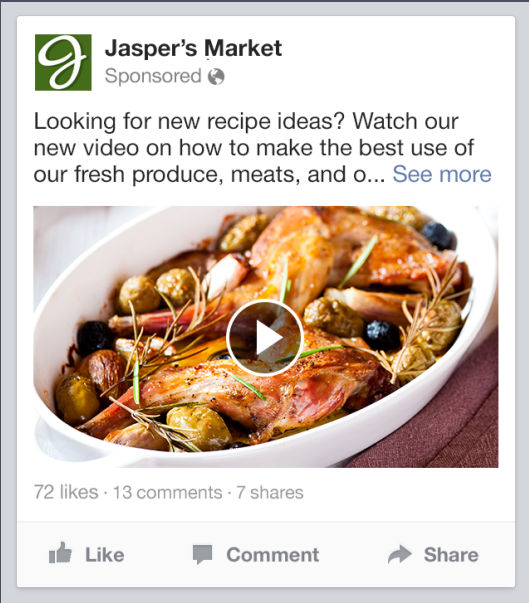 Jasper's Market
Sponsored
Looking for new recipe ideas? Watch our
new video on how to make the best use of
our fresh produce, meats, and o... See more
72 likes · 13 comments · 7 shares
Like Comment Share